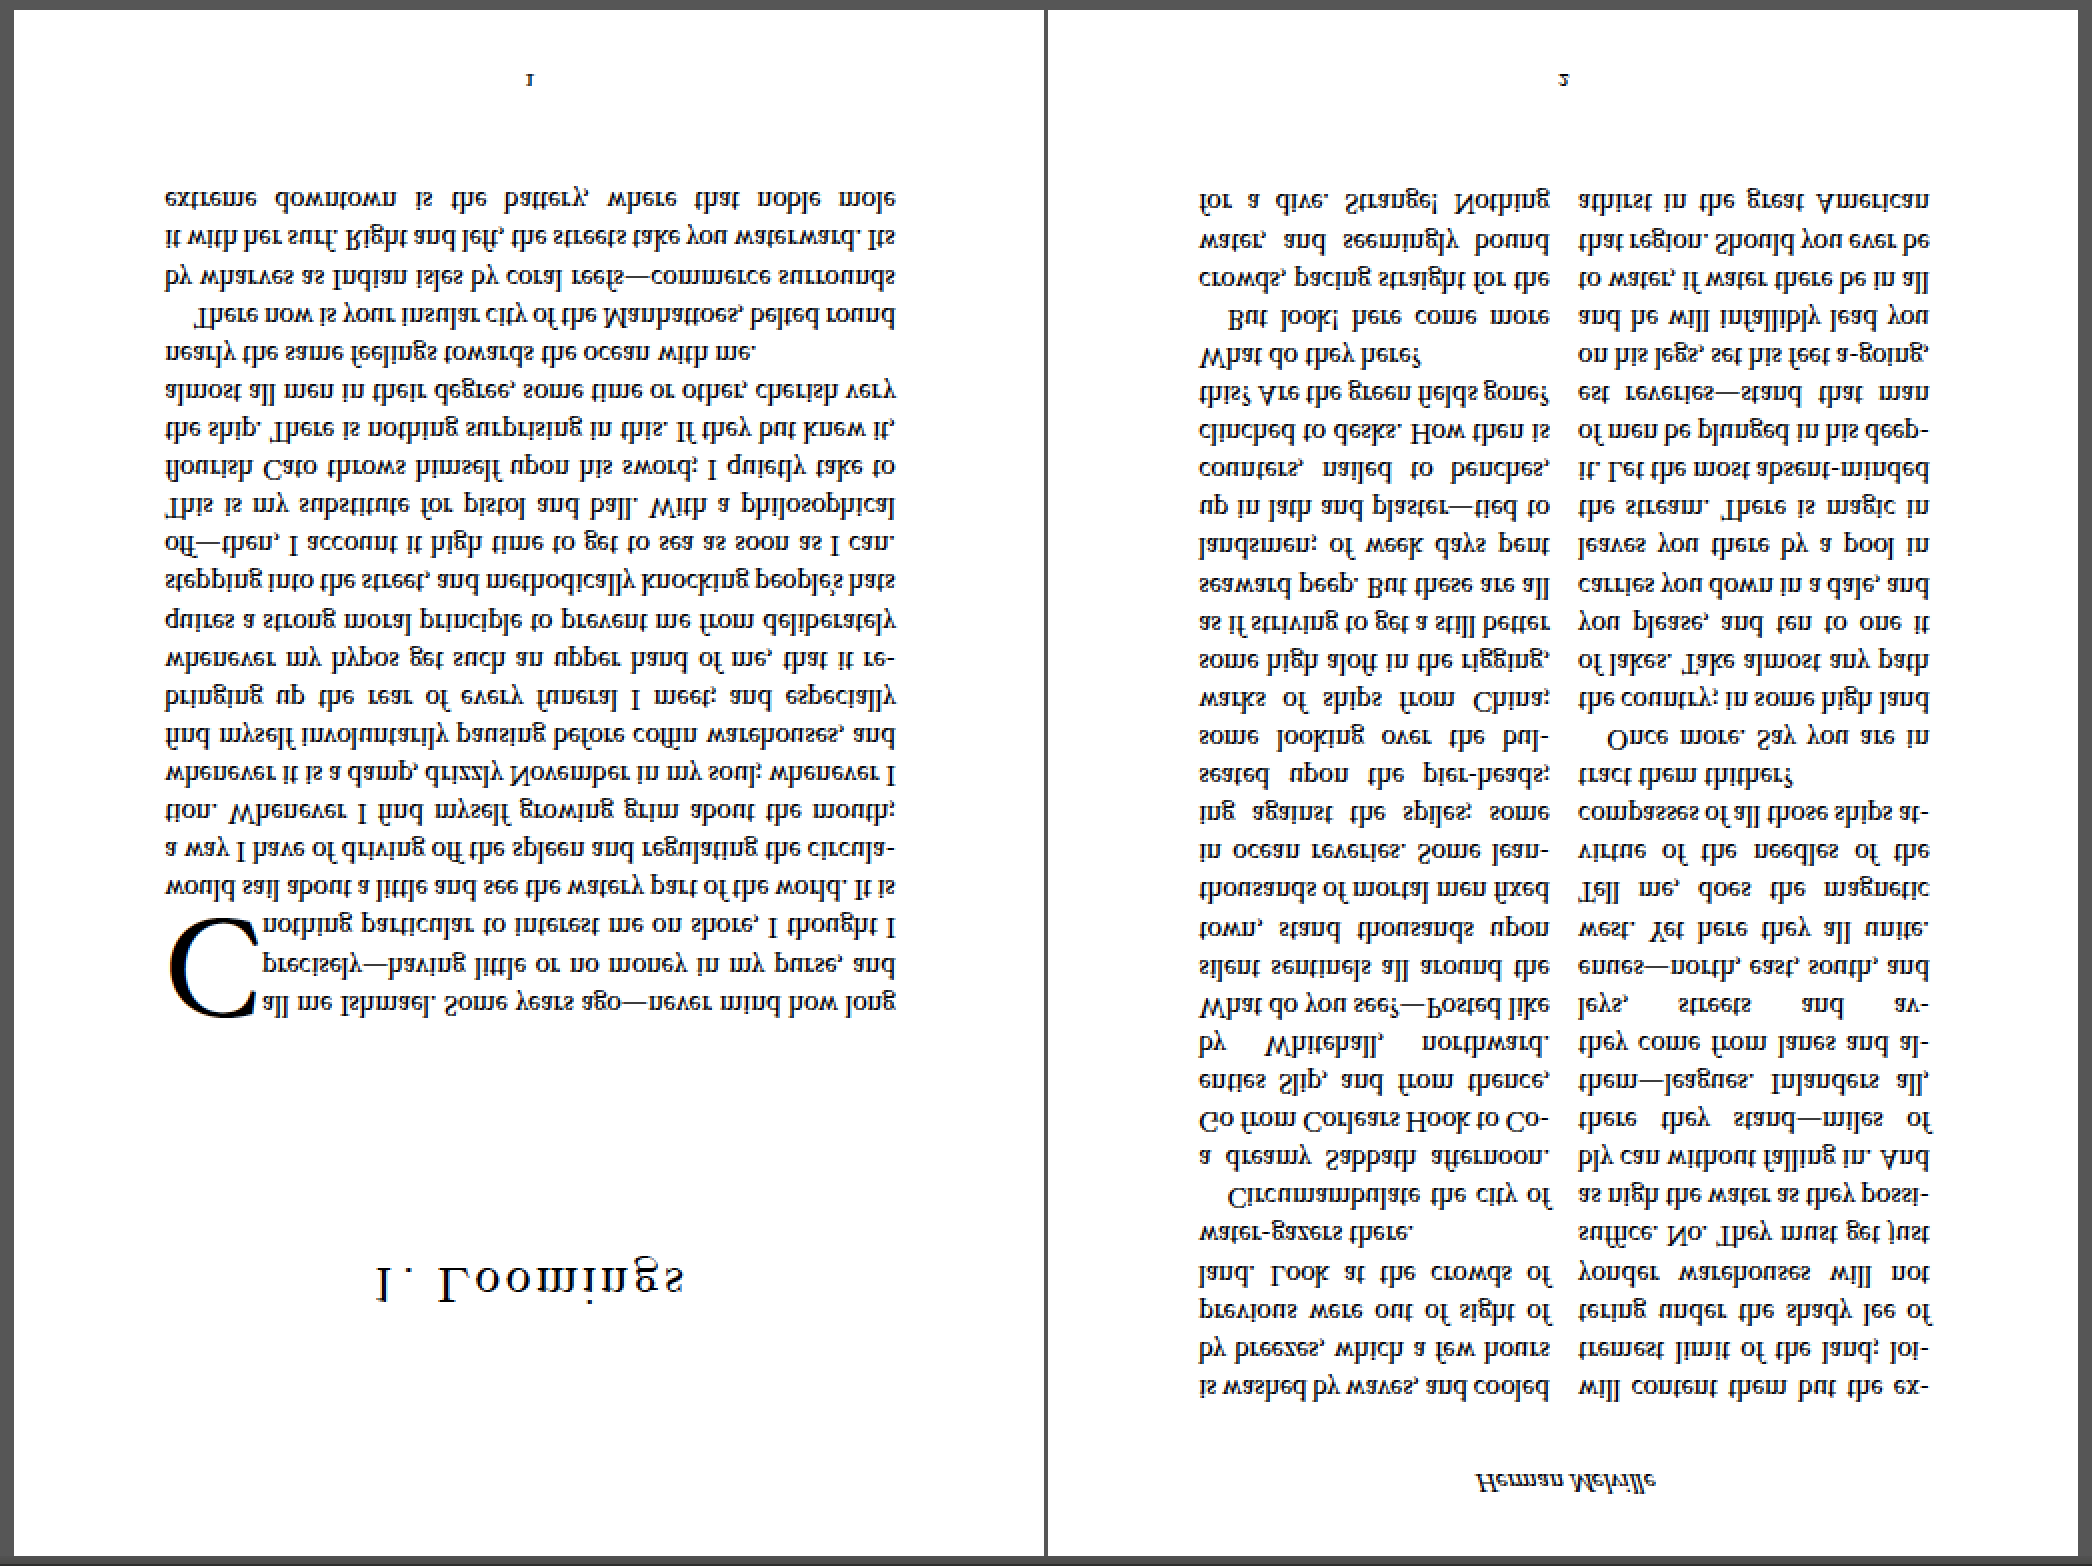 1. Loomings
Call me Ishmael. Some years ago—never mind how long
precisely—having little or no money in my purse, and
nothing particular to interest me on shore, I thought I
would sail about a little and see the watery part of the world. It is
a way I have of driving off the spleen and regulating the circula-
tion. Whenever I find myself growing grim about the mouth;
whenever it is a damp, drizzly November in my soul; whenever I
find myself involuntarily pausing before coffin warehouses, and
bringing up the rear of every funeral I meet; and especially
whenever my hypos get such an upper hand of me, that it re-
quires a strong moral principle to prevent me from deliberately
stepping into the street, and methodically knocking people's hats
off—then, I account it high time to get to sea as soon as I can.
This is my substitute for pistol and ball. With a philosophical
flourish Cato throws himself upon his sword; I quietly take to
the ship. There is nothing surprising in this. If they but knew it,
almost all men in their degree, some time or other, cherish very
nearly the same feelings towards the ocean with me.
There now is your insular city of the Manhattoes, belted round
by wharves as Indian isles by coral reefs—commerce surrounds
it with her surf. Right and left, the streets take you waterward. Its
extreme downtown is the battery, where that noble mole
1
Herman Melville
is washed by waves, and cooled
by breezes, which a few hours
previous were out of sight of
land. Look at the crowds of
water-gazers there.
Circumambulate the city of
a dreamy Sabbath afternoon.
Go from Corlears Hook to Co-
enties Slip, and from thence,
by Whitehall, northward.
What do you see?—Posted like
silent sentinels all around the
town, stand thousands upon
thousands of mortal men fixed
in ocean reveries. Some lean-
ing against the spiles; some
seated upon the pier-heads;
some looking over the bul-
warks of ships from China;
some high aloft in the rigging,
as if striving to get a still better
seaward peep. But these are all
landsmen; of week days pent
up in lath and plaster—tied to
counters, nailed to benches,
clinched to desks. How then is
this? Are the green fields gone?
What do they here?
But look! here come more
crowds, pacing straight for the
water, and seemingly bound
for a dive. Strange! Nothing
will content them but the ex-
tremest limit of the land; loi-
tering under the shady lee of
yonder warehouses will not
suffice. No. They must get just
as nigh the water as they possi-
bly can without falling in. And
there they stand—miles of
them—leagues. Inlanders all,
they come from lanes and al-
leys, streets and av-
enues—north, east, south, and
west. Yet here they all unite.
Tell me, does the magnetic
virtue of the needles of the
compasses of all those ships at-
tract them thither?
Once more. Say you are in
the country; in some high land
of lakes. Take almost any path
you please, and ten to one it
carries you down in a dale, and
leaves you there by a pool in
the stream. There is magic in
it. Let the most absent-minded
of men be plunged in his deep-
est reveries—stand that man
on his legs, set his feet a-going,
and he will infallibly lead you
to water, if water there be in all
that region. Should you ever be
athirst in the great American
2